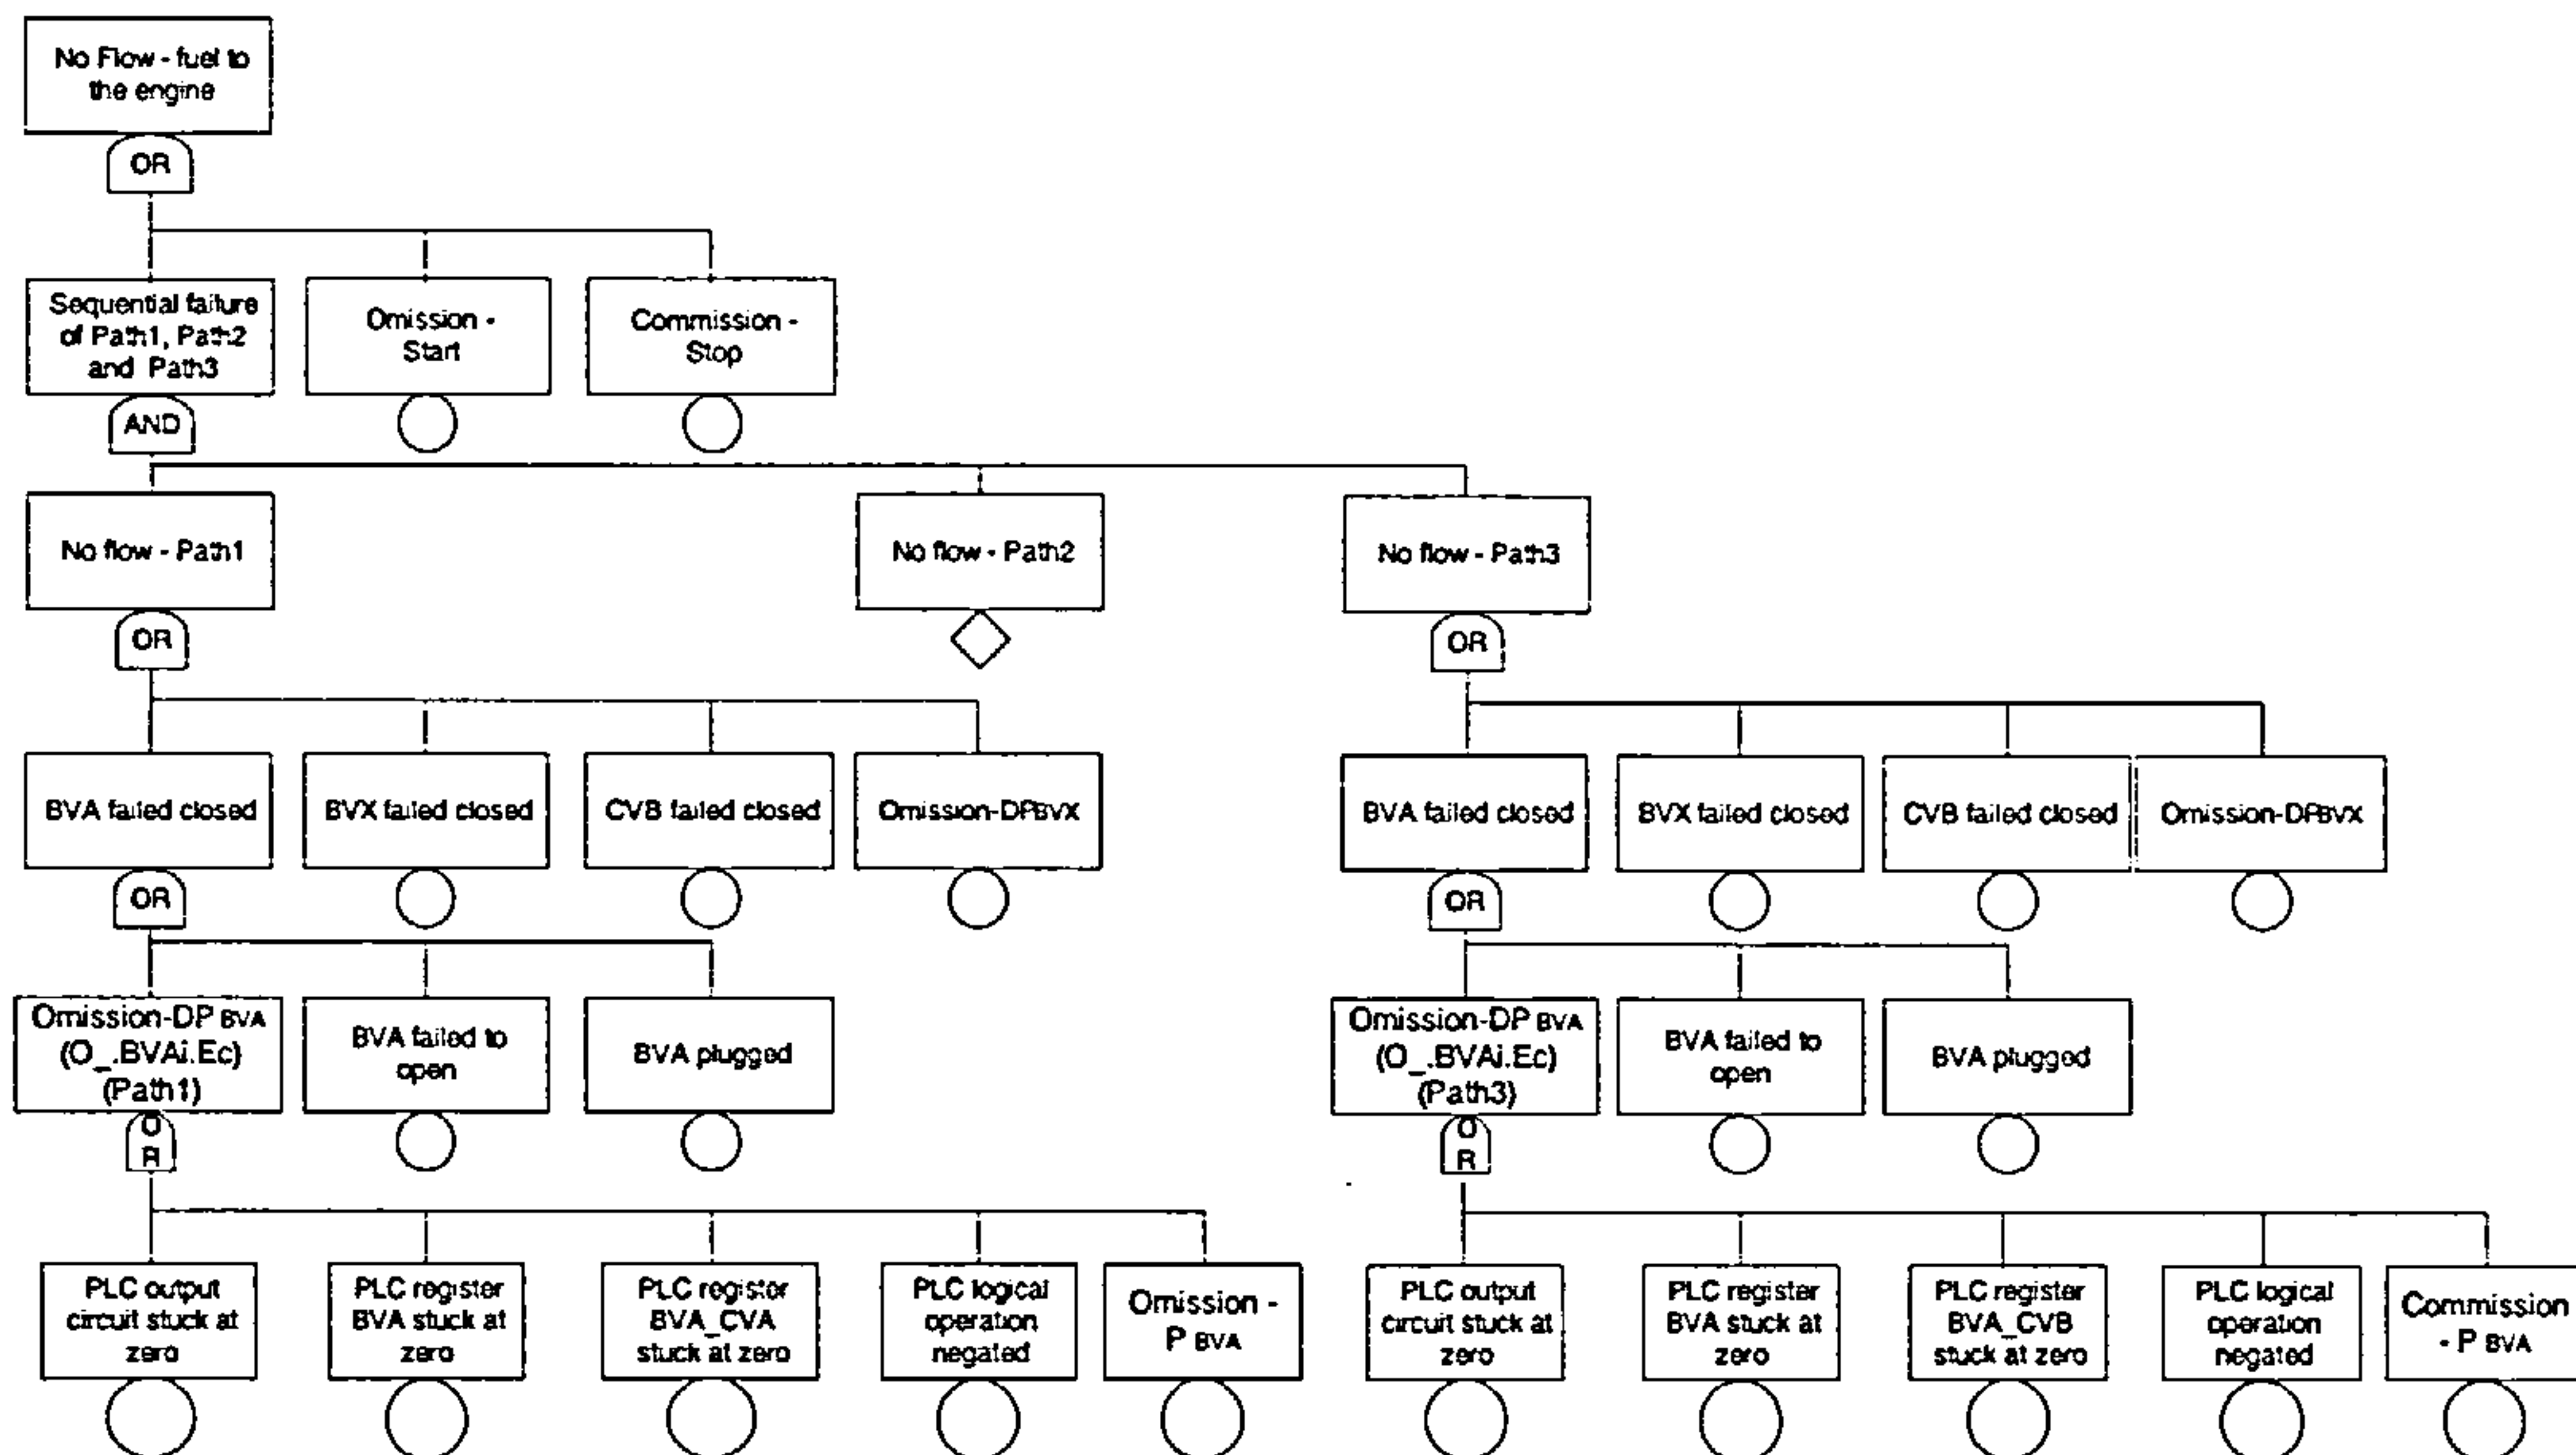 No Flow - fuel to
the engine
OR
Sequential failure
of Path1, Path2
and Path3
Omission -
Start
Commission -
Stop
AND
No flow - Path1
No flow - Path2
No flow - Path3
OR
OR
BVA failed closed
BVX failed closed
CVB failed closed
Omission-DPBVX
BVA failed closed
BVX failed closed
CVB failed closed
Omission-DPBVX
OR
OR
Omission-DP BVA
(O_.BVAi.Ec)
(Path1)
BVA failed to
open
BVA plugged
Omission-DP BVA
(O_.BVAi.Ec)
(Path3)
BVA failed to
open
BVA plugged
O
R
O
R
PLC output
circuit stuck at
zero
PLC register
BVA stuck at
zero
PLC register
BVA_CVA
stuck at zero
PLC logical
operation
negated
Omission -
P BVA
PLC output
circuit stuck at
zero
PLC register
BVA stuck at
zero
PLC register
BVA_CVB
stuck at zero
PLC logical
operation
negated
Commission
- P BVA